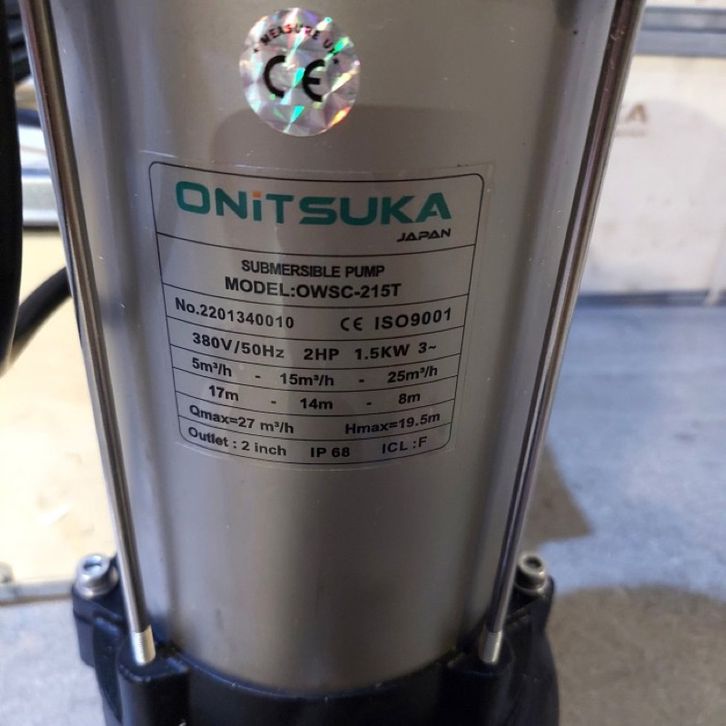 MEASURE UP
CE
ONiTSUKA
JAPAN
SUBMERSIBLE PUMP
MODEL:OWSC-215T
No.2201340010 CE ISO9001
380V/50Hz 2HP 1.5KW 3~
5m³/h - 15m³/h - 25m³/h
17m - 14m - 8m
Qmax=27 m³/h Hmax=19.5m
Outlet : 2 inch IP 68 ICL :F